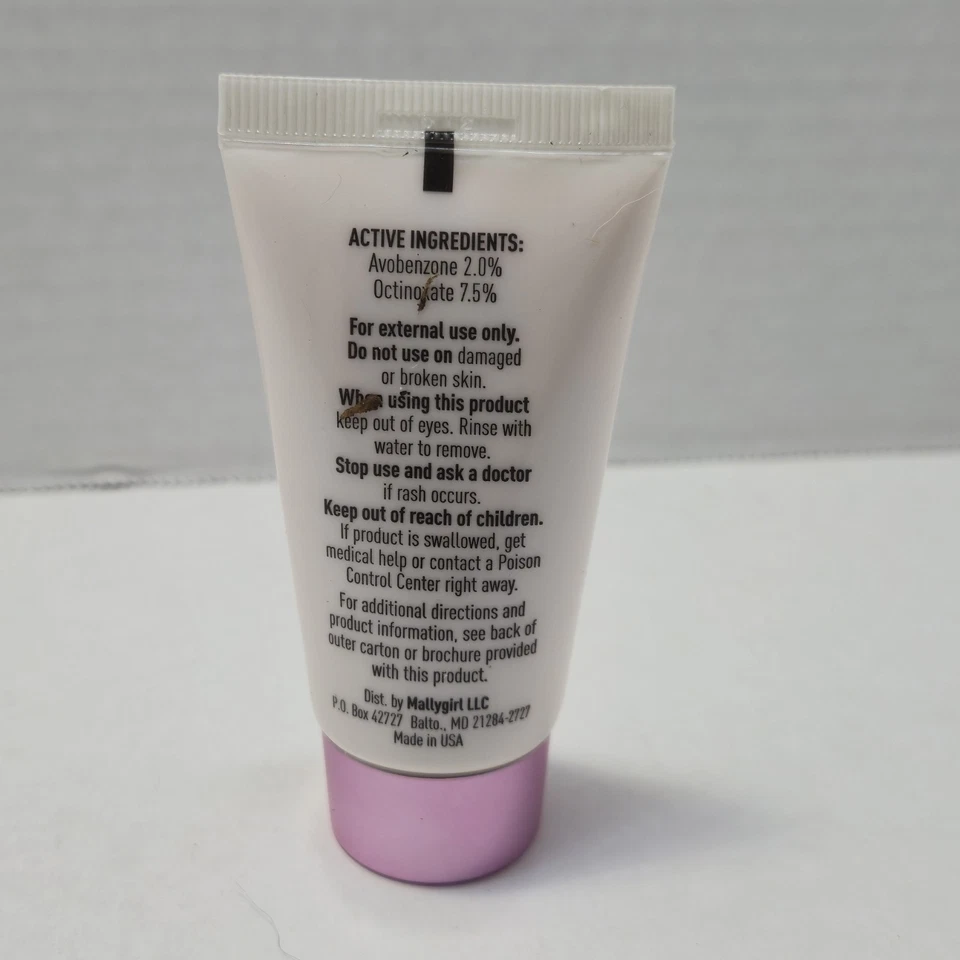 ACTIVE INGREDIENTS:
Avobenzone 2.0%
Octinoxate 7.5%
For external use only.
Do not use on damaged
or broken skin.
When using this product
keep out of eyes. Rinse with
water to remove.
Stop use and ask a doctor
if rash occurs.
Keep out of reach of children.
If product is swallowed, get
medical help or contact a Poison
Control Center right away.
For additional directions and
product information, see back of
outer carton or brochure provided
with this product.
Dist. by Mallygirl LLC
P.O. Box 42727 Balto., MD 21284-2727
Made in USA